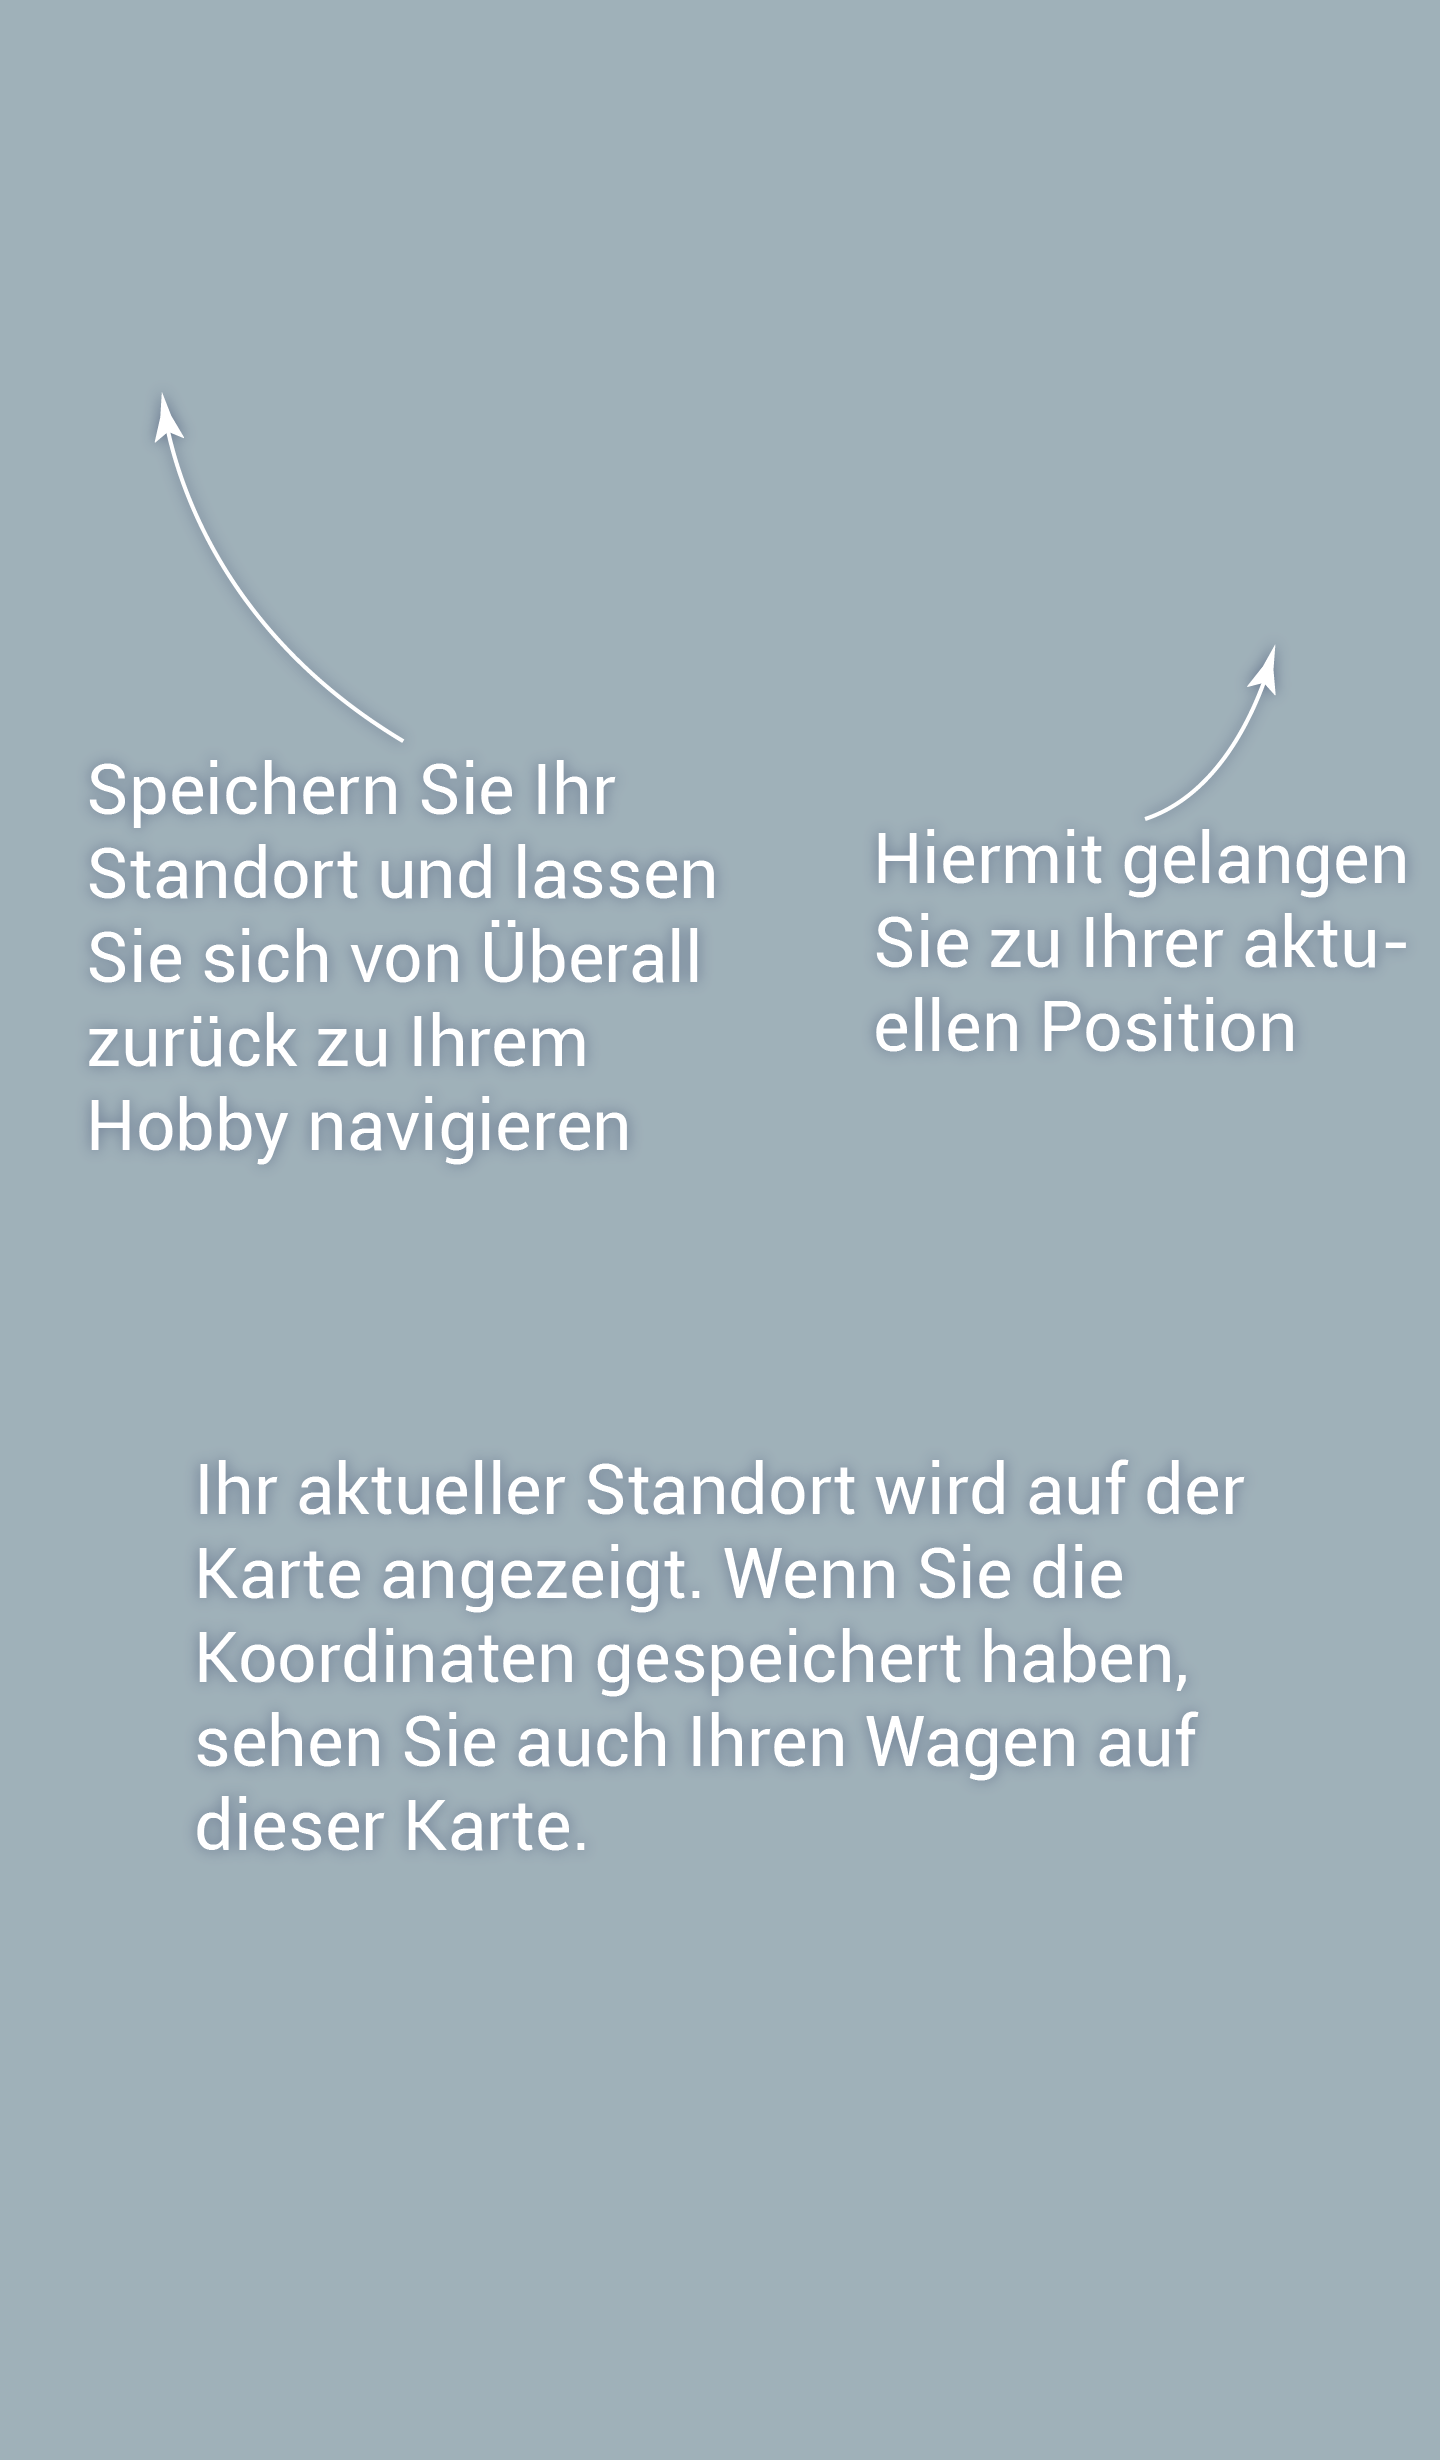 Speichern Sie Ihr
Standort und lassen
Sie sich von Überall
zurück zu Ihrem
Hobby navigieren
Hiermit gelangen
Sie zu Ihrer aktu-
ellen Position
Ihr aktueller Standort wird auf der
Karte angezeigt. Wenn Sie die
Koordinaten gespeichert haben,
sehen Sie auch Ihren Wagen auf
dieser Karte.